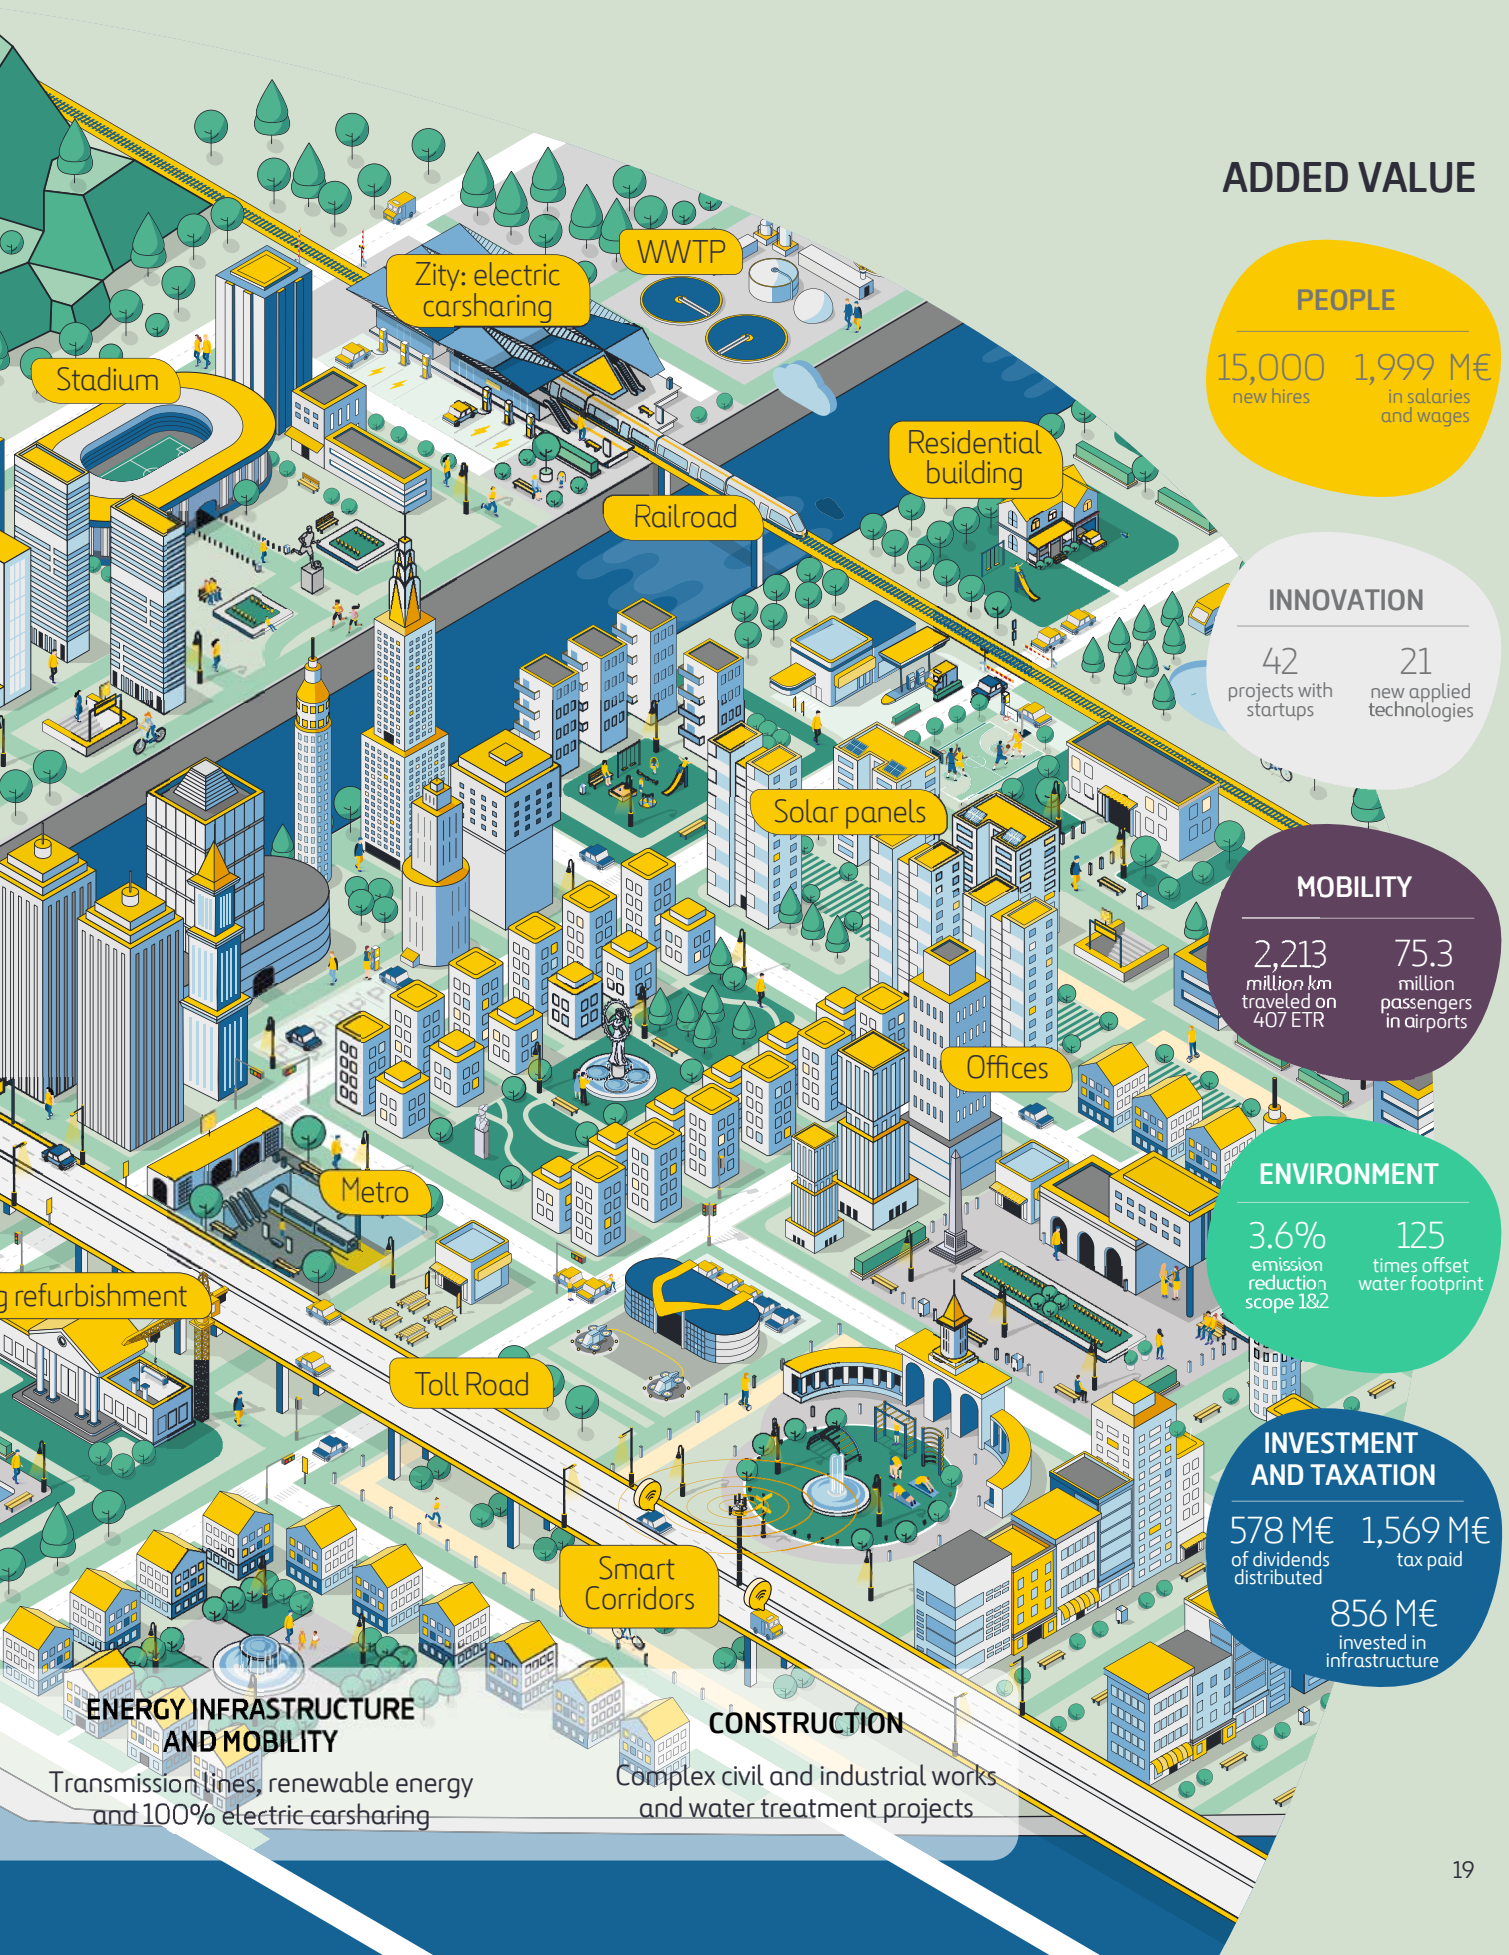 ADDED VALUE
WWTP
Zity: electric
carsharing
Stadium
Residential
building
Railroad
Solar panels
Offices
Metro
refurbishment
Toll Road
Smart
Corridors
PEOPLE
15,000
new hires
1,999 M€
in salaries
and wages
INNOVATION
42
projects with
startups
21
new applied
technologies
MOBILITY
2,213
million km
traveled on
407 ETR
75.3
million
passengers
in airports
ENVIRONMENT
3.6%
emission
reduction
scope 1&2
125
times offset
water footprint
INVESTMENT
AND TAXATION
578 M€
of dividends
distributed
1,569 M€
tax paid
856 M€
invested in
infrastructure
ENERGY INFRASTRUCTURE
AND MOBILITY
Transmission lines, renewable energy
and 100% electric carsharing
CONSTRUCTION
Complex civil and industrial works
and water treatment projects
19